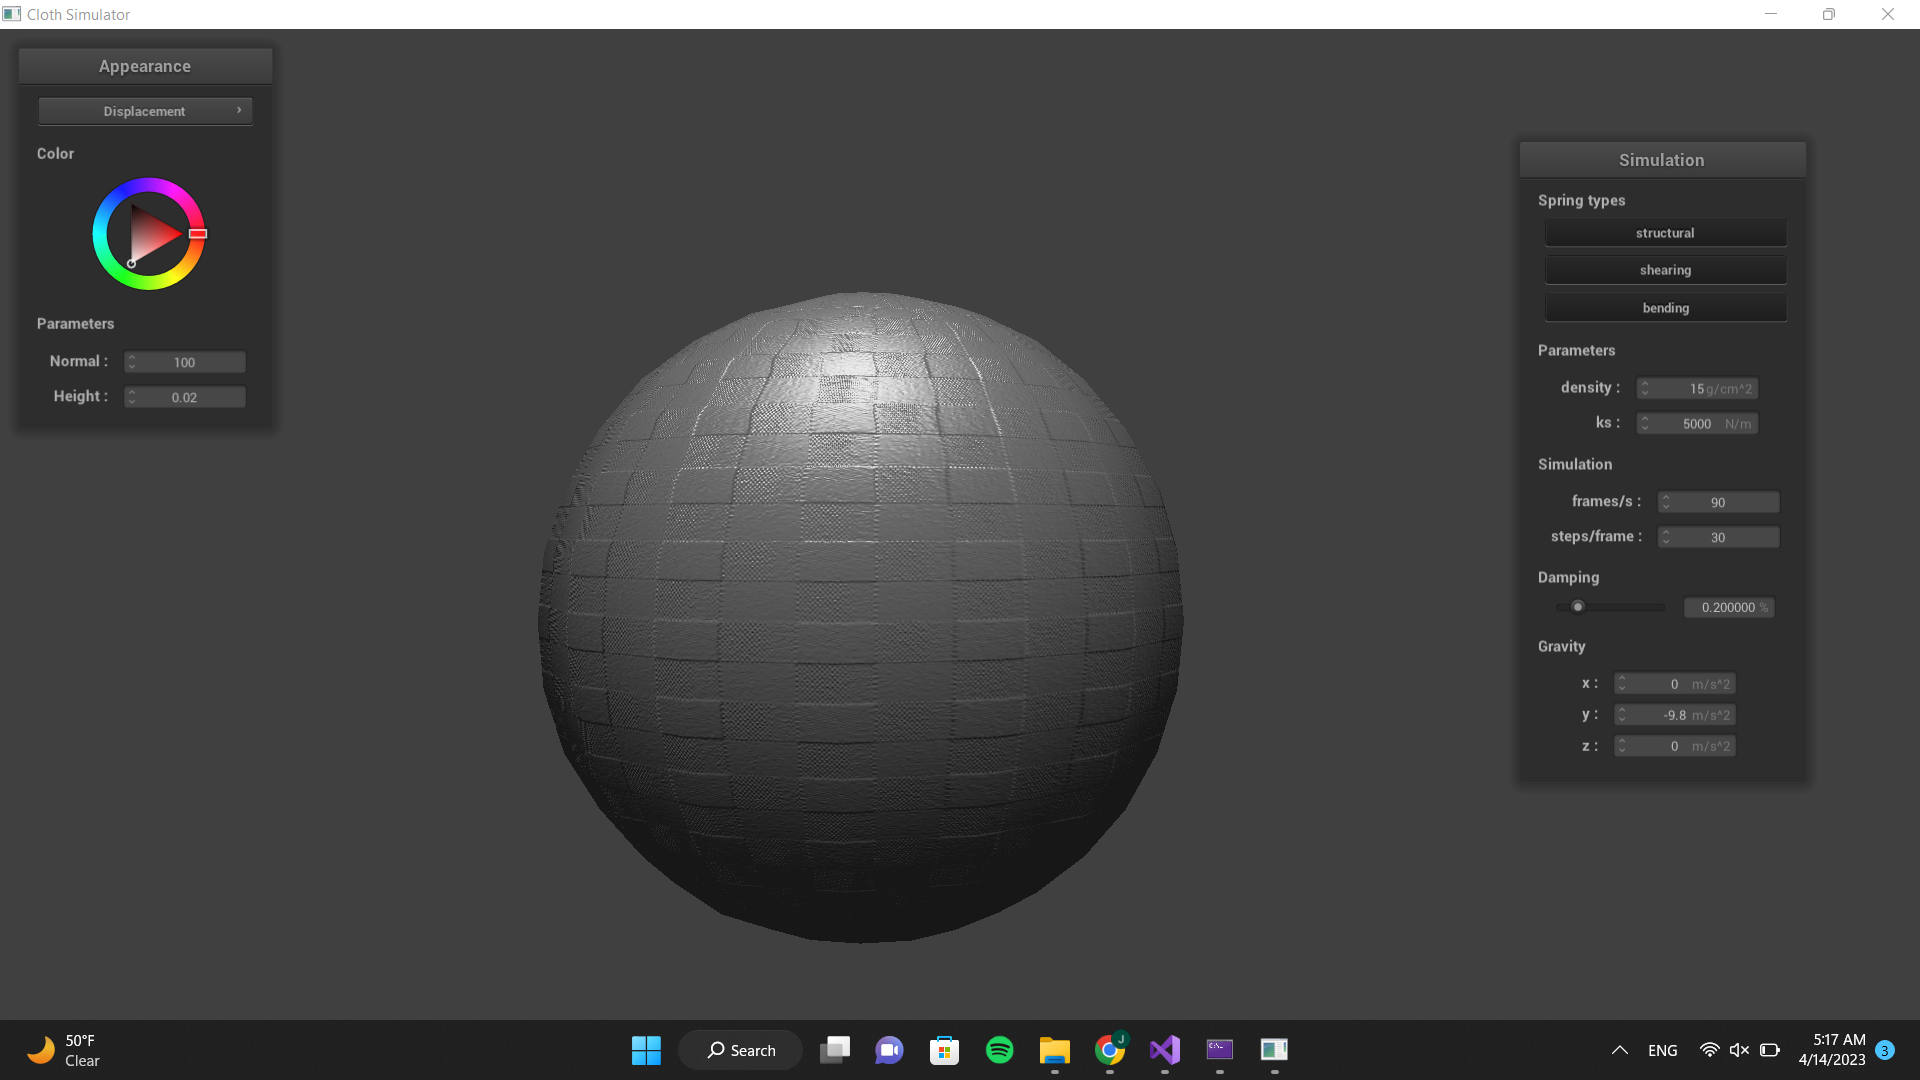 Cloth Simulator
Appearance
Displacement
Color
Parameters
Normal : 100
Height : 0.02
Simulation
Spring types
structural
shearing
bending
Parameters
density : 15 g/cm^2
ks : 5000 N/m
Simulation
frames/s : 90
steps/frame : 30
Damping
0.200000 %
Gravity
x : 0 m/s^2
y : -9.8 m/s^2
z : 0 m/s^2
50°F
Clear
Search
J
C:\_
ENG
5:17 AM
4/14/2023
3